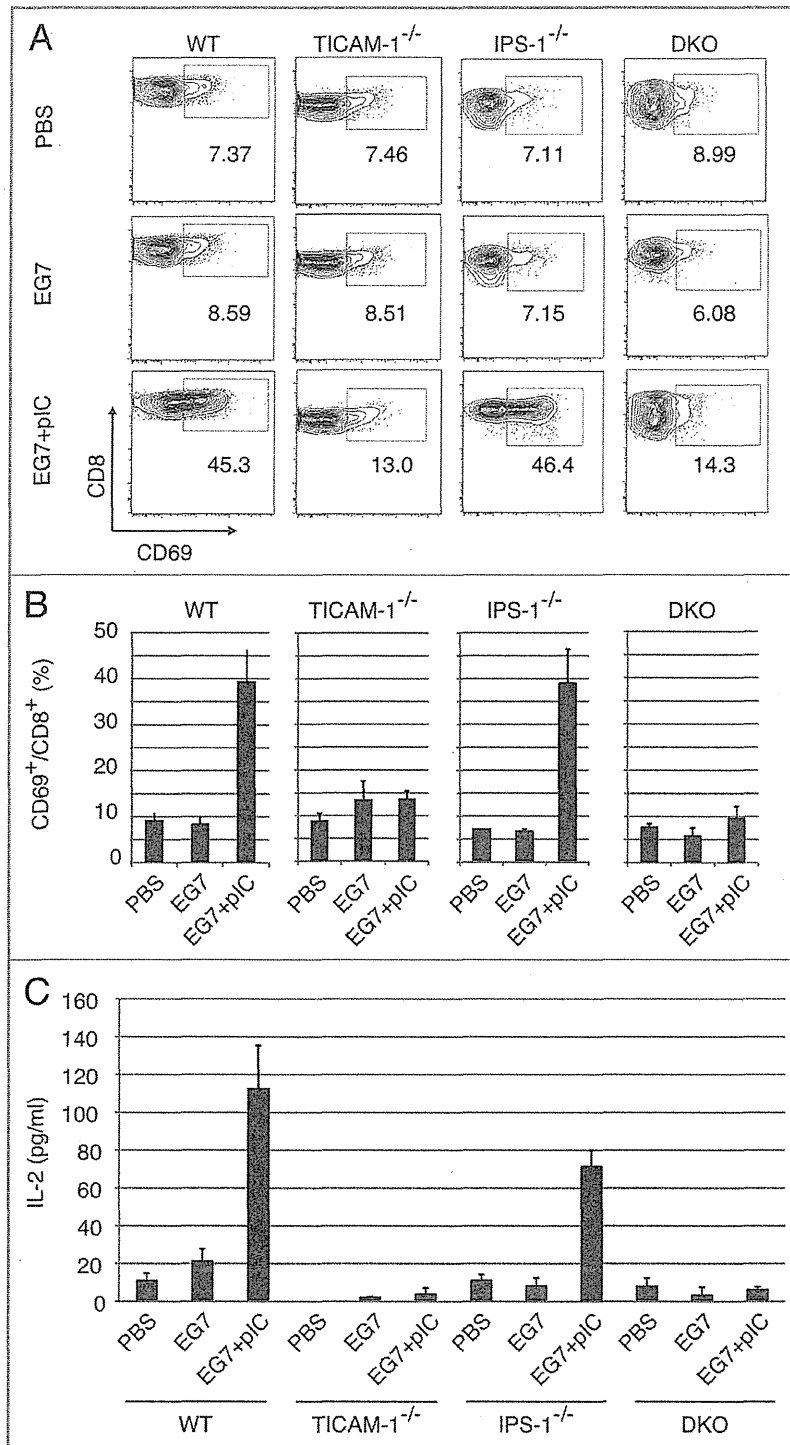 A
WT TICAM-1-/- IPS-1-/- DKO
PBS
7.37 7.46 7.11 8.99
EG7
8.59 8.51 7.15 6.08
EG7+pIC
45.3 13.0 46.4 14.3
CD8
CD69
B
WT TICAM-1-/- IPS-1-/- DKO
CD69+/CD8+ (%)
50
40
30
20
10
0
PBS EG7 EG7+pIC PBS EG7 EG7+pIC PBS EG7 EG7+pIC PBS EG7 EG7+pIC
C
IL-2 (pg/ml)
160
140
120
100
80
60
40
20
0
PBS EG7 EG7+pIC PBS EG7 EG7+pIC PBS EG7 EG7+pIC PBS EG7 EG7+pIC
WT TICAM-1-/- IPS-1-/- DKO